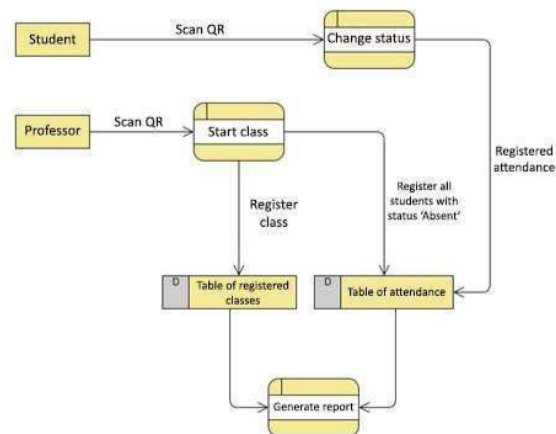 Scan QR
Student
Change status
Scan QR
Professor
Start class
Registered
attendance
Register
class
Register all
students with
status 'Absent'
D
Table of registered
classes
D
Table of attendance
Generate report